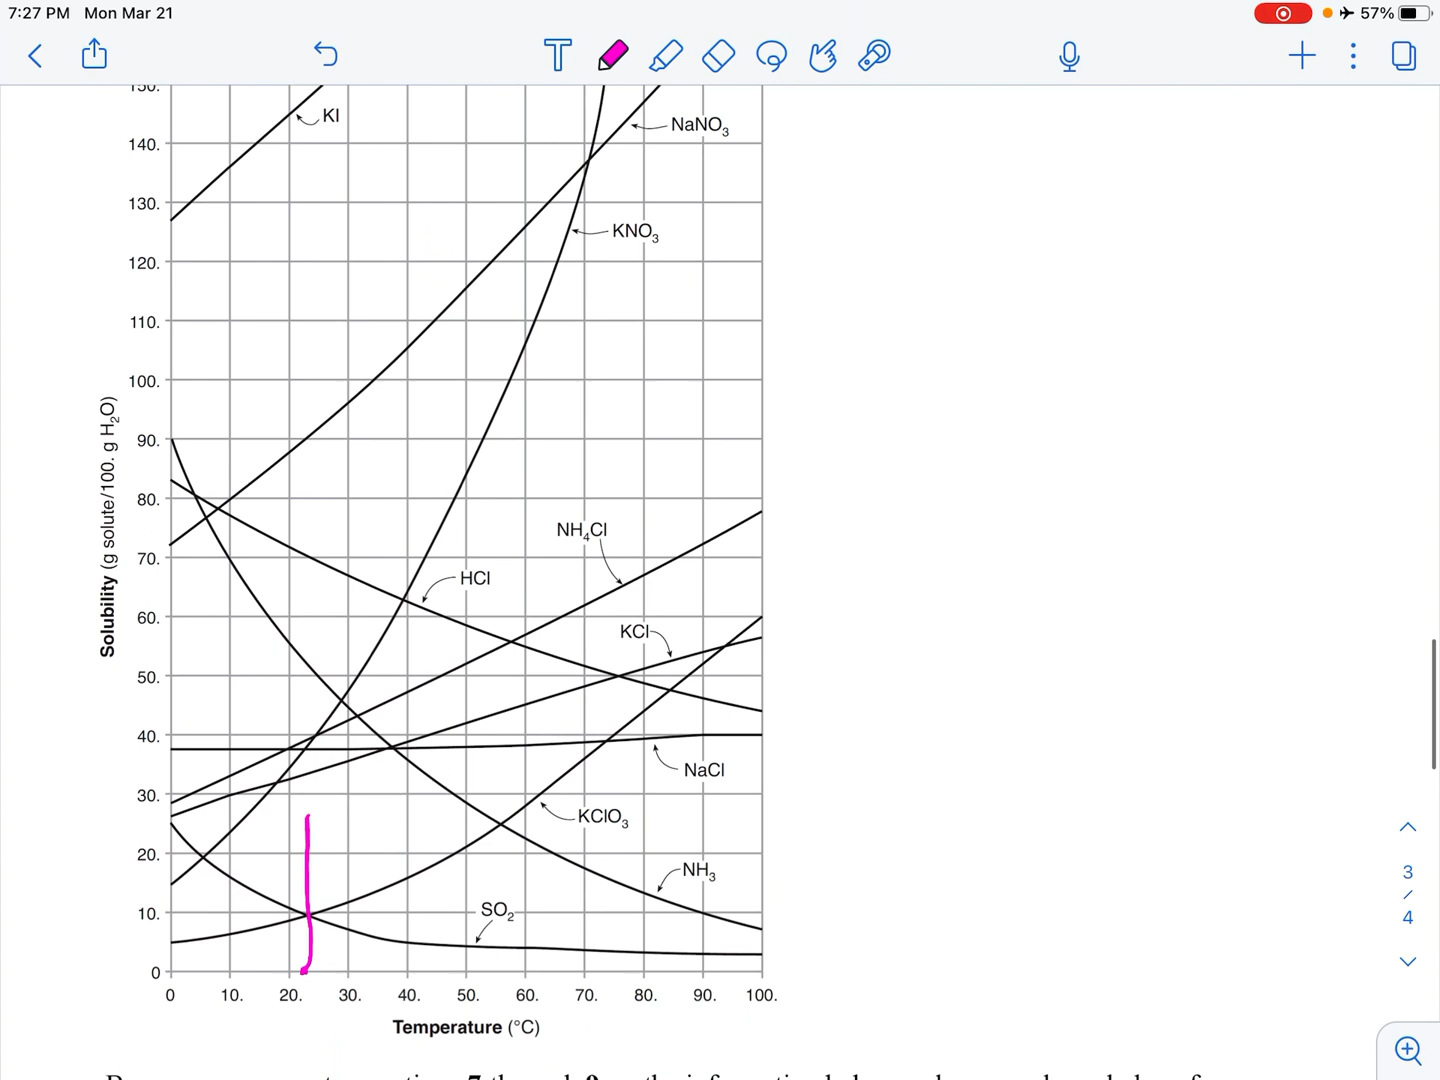 7:27 PM Mon Mar 21
57%
T
150.
KI
140.
NaNO₃
130.
KNO₃
120.
110.
100.
90.
80.
NH₄Cl
70.
HCl
60.
KCl
50.
40.
NaCl
30.
KClO₃
20.
NH₃
10.
SO₂
0
0 10. 20. 30. 40. 50. 60. 70. 80. 90. 100.
Temperature (°C)
Solubility (g solute/100. g H₂O)
3
/
4